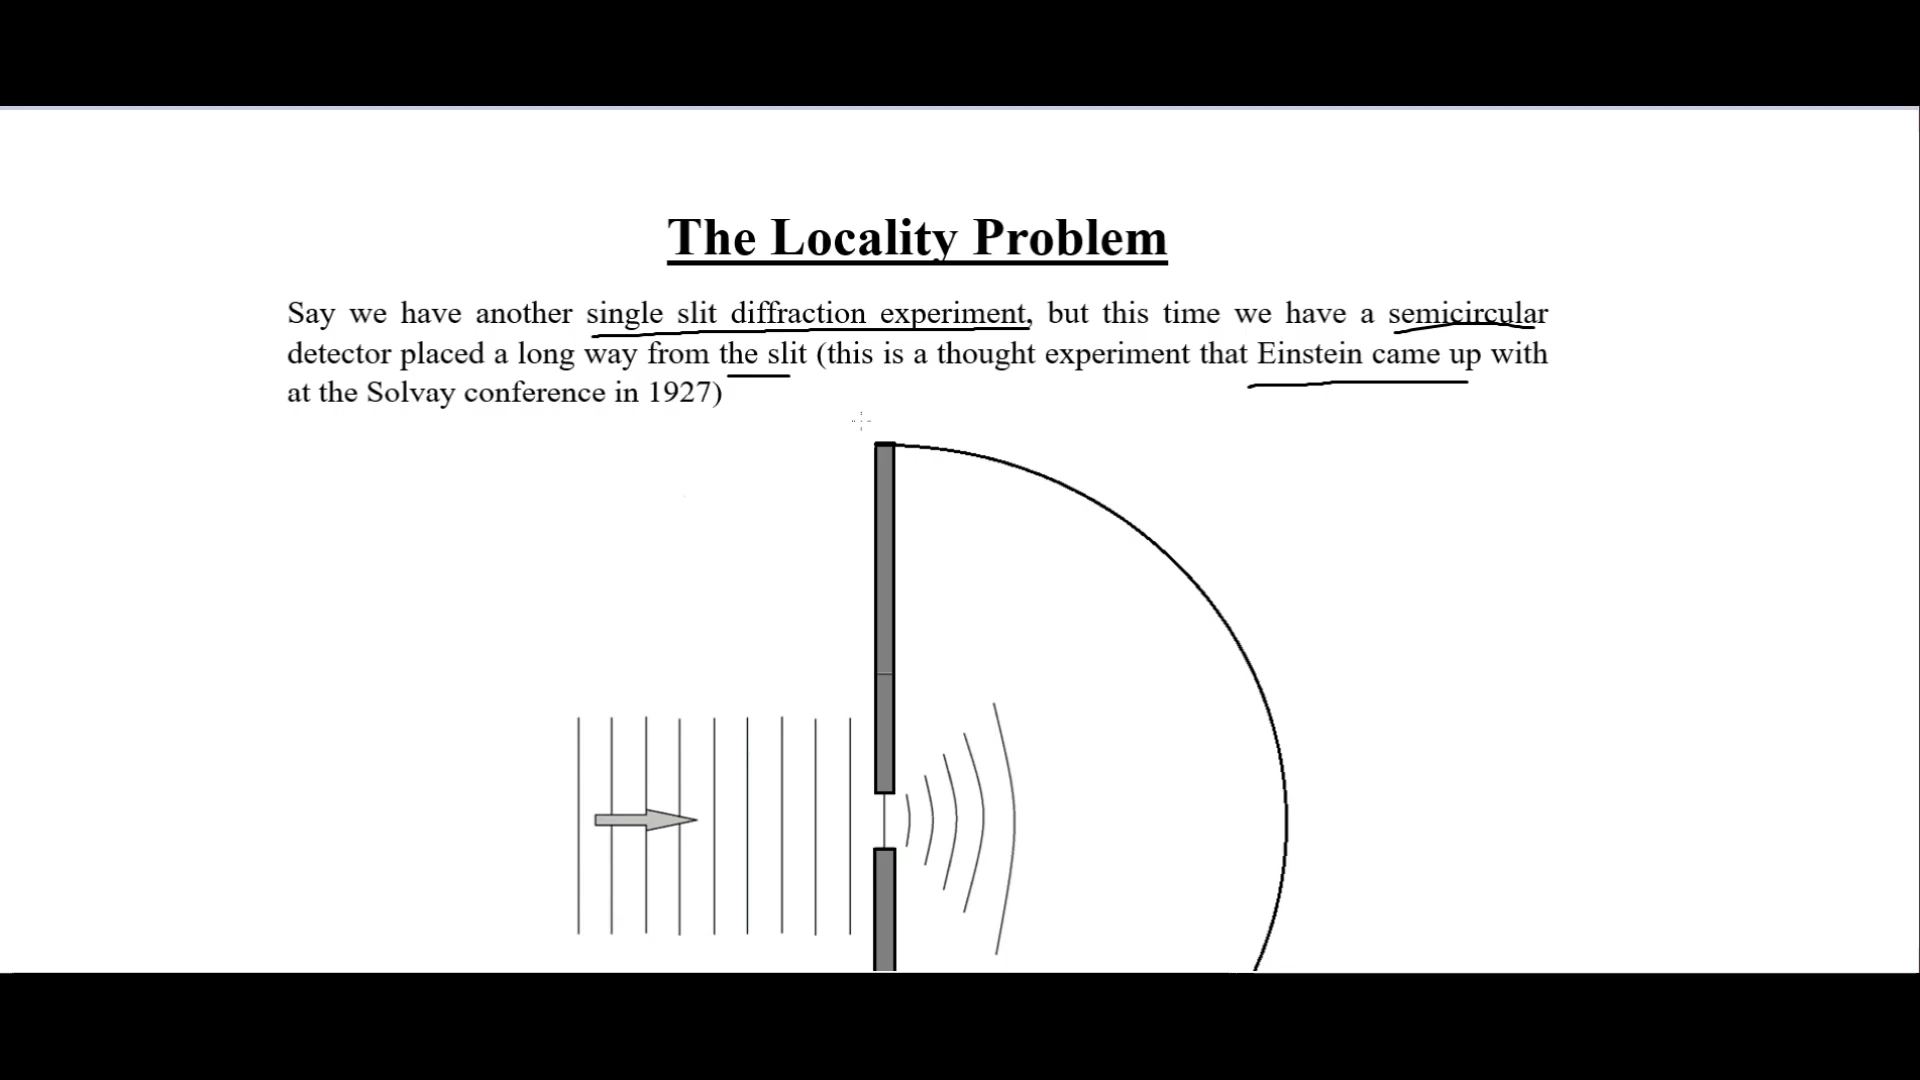 The Locality Problem
Say we have another single slit diffraction experiment, but this time we have a semicircular
detector placed a long way from the slit (this is a thought experiment that Einstein came up with
at the Solvay conference in 1927)